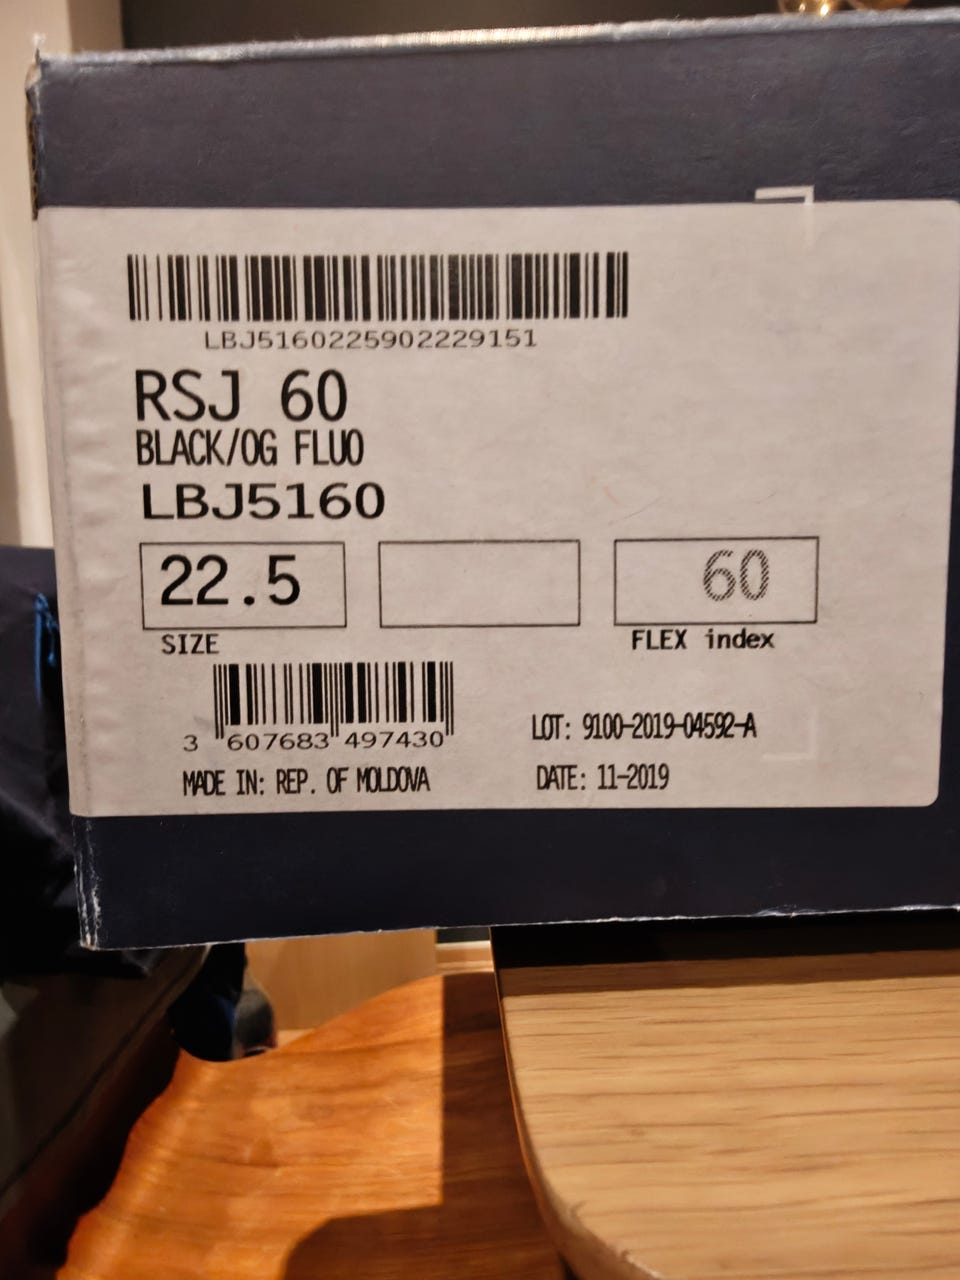 LBJ5160225902229151
RSJ 60
BLACK/OG FLUO
LBJ5160
22.5
60
SIZE
FLEX index
3 607683 497430
LOT: 9100-2019-04592-A
MADE IN: REP. OF MOLDOVA
DATE: 11-2019